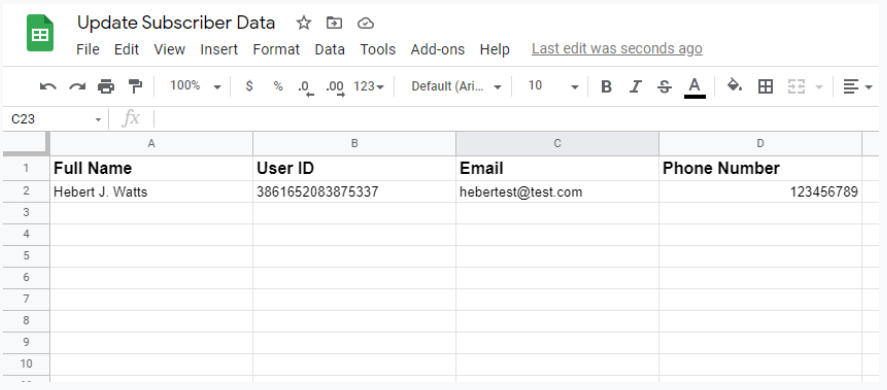 Update Subscriber Data
File Edit View Insert Format Data Tools Add-ons Help Last edit was seconds ago
100% $ % .0 .00 123 Default (Ari... 10 B I S A
C23 fx
A B C D
1 Full Name User ID Email Phone Number
2 Hebert J. Watts 3861652083875337 hebertest@test.com 123456789
3
4
5
6
7
8
9
10